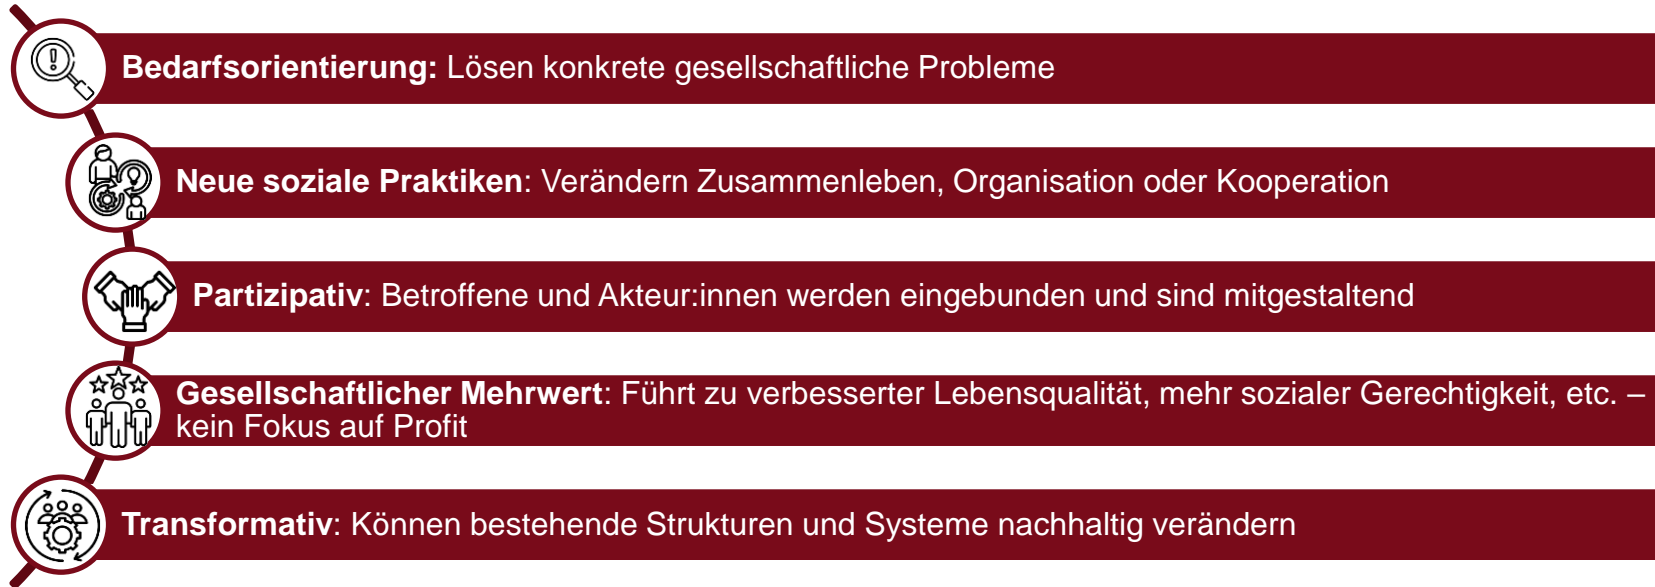 Bedarfsorientierung: Lösen konkrete gesellschaftliche Probleme
Neue soziale Praktiken: Verändern Zusammenleben, Organisation oder Kooperation
Partizipativ: Betroffene und Akteur:innen werden eingebunden und sind mitgestaltend
Gesellschaftlicher Mehrwert: Führt zu verbesserter Lebensqualität, mehr sozialer Gerechtigkeit, etc. –
kein Fokus auf Profit
Transformativ: Können bestehende Strukturen und Systeme nachhaltig verändern